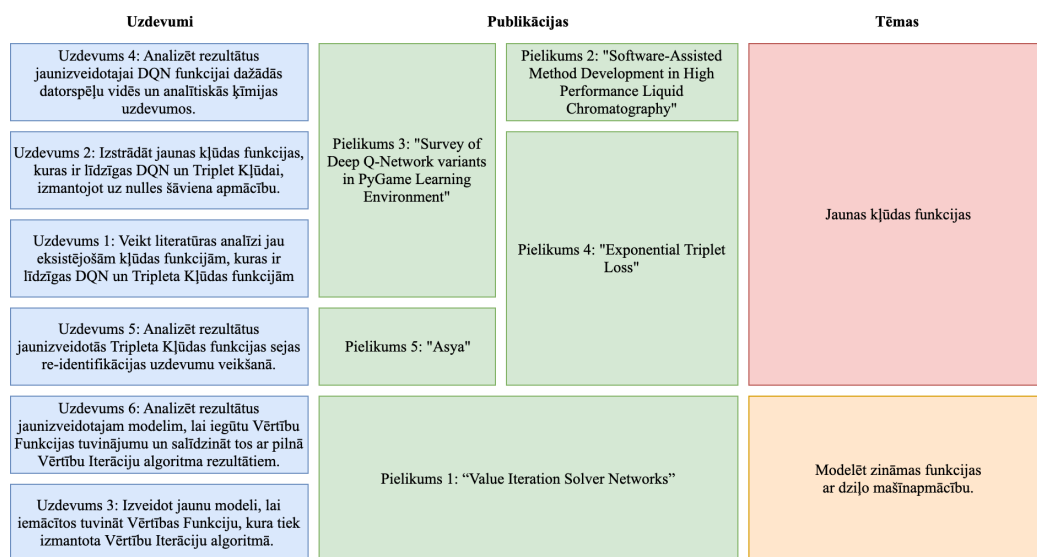 Uzdevumi
Publikācijas
Tēmas
Uzdevums 4: Analizēt rezultātus
jaunizveidotajai DQN funkcijai dažādās
datorspēļu vidēs un analītiskās ķīmijas
uzdevumos.
Uzdevums 2: Izstrādāt jaunas kļūdas funkcijas,
kuras ir līdzīgas DQN un Triplet Kļūdai,
izmantojot uz nulles šāviena apmācību.
Uzdevums 1: Veikt literatūras analīzi jau
eksistējošām kļūdas funkcijām, kuras ir
līdzīgas DQN un Tripleta Kļūdas funkcijām
Uzdevums 5: Analizēt rezultātus
jaunizveidotās Tripleta Kļūdas funkcijas sejas
re-identifikācijas uzdevumu veikšanā.
Uzdevums 6: Analizēt rezultātus
jaunizveidotajam modelim, lai iegūtu Vērtību
Funkcijas tuvinājumu un salīdzināt tos ar pilnā
Vērtību Iterāciju algoritma rezultātiem.
Uzdevums 3: Izveidot jaunu modeli, lai
iemācītos tuvināt Vērtības Funkciju, kura tiek
izmantota Vērtību Iterāciju algoritmā.
Pielikums 3: "Survey of
Deep Q-Network variants
in PyGame Learning
Environment"
Pielikums 2: "Software-Assisted
Method Development in High
Performance Liquid
Chromatography"
Pielikums 4: "Exponential Triplet
Loss"
Pielikums 5: "Asya"
Pielikums 1: “Value Iteration Solver Networks”
Jaunas kļūdas funkcijas
Modelēt zināmas funkcijas
ar dziļo mašīnapmācību.